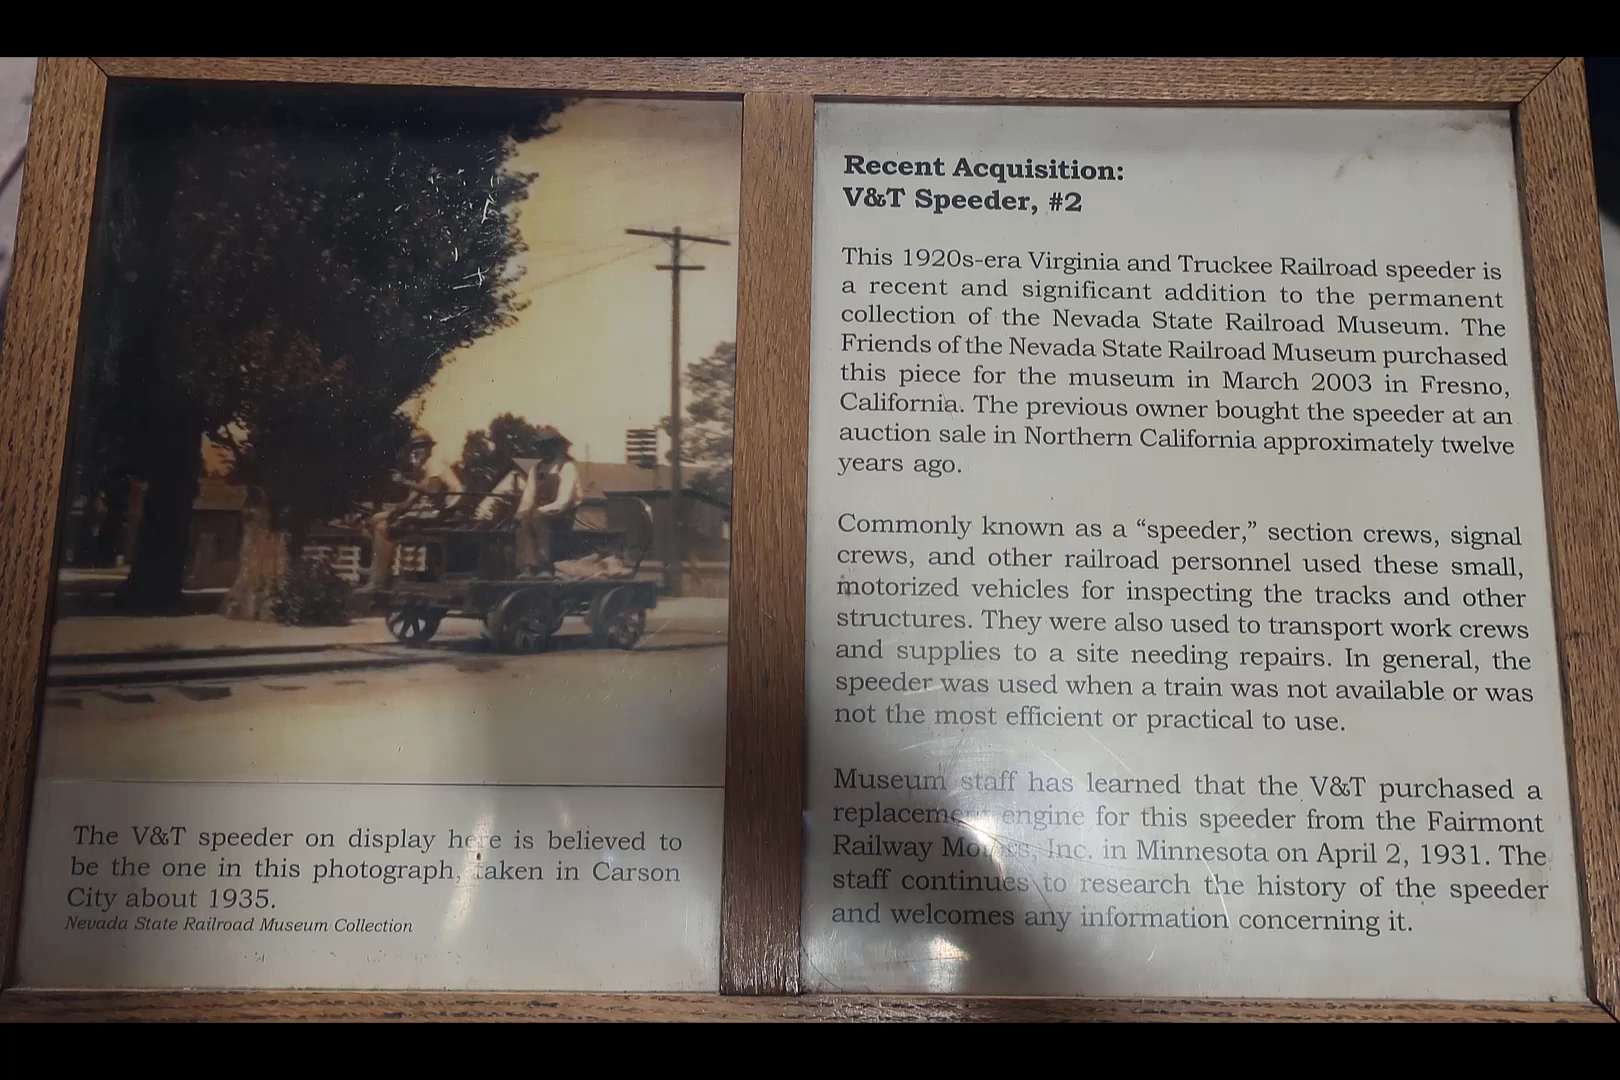 The V&T speeder on display here is believed to
be the one in this photograph, taken in Carson
City about 1935.
Nevada State Railroad Museum Collection
Recent Acquisition:
V&T Speeder, #2
This 1920s-era Virginia and Truckee Railroad speeder is
a recent and significant addition to the permanent
collection of the Nevada State Railroad Museum. The
Friends of the Nevada State Railroad Museum purchased
this piece for the museum in March 2003 in Fresno,
California. The previous owner bought the speeder at an
auction sale in Northern California approximately twelve
years ago.
Commonly known as a “speeder,” section crews, signal
crews, and other railroad personnel used these small,
motorized vehicles for inspecting the tracks and other
structures. They were also used to transport work crews
and supplies to a site needing repairs. In general, the
speeder was used when a train was not available or was
not the most efficient or practical to use.
Museum staff has learned that the V&T purchased a
replacement engine for this speeder from the Fairmont
Railway Motors, Inc. in Minnesota on April 2, 1931. The
staff continues to research the history of the speeder
and welcomes any information concerning it.